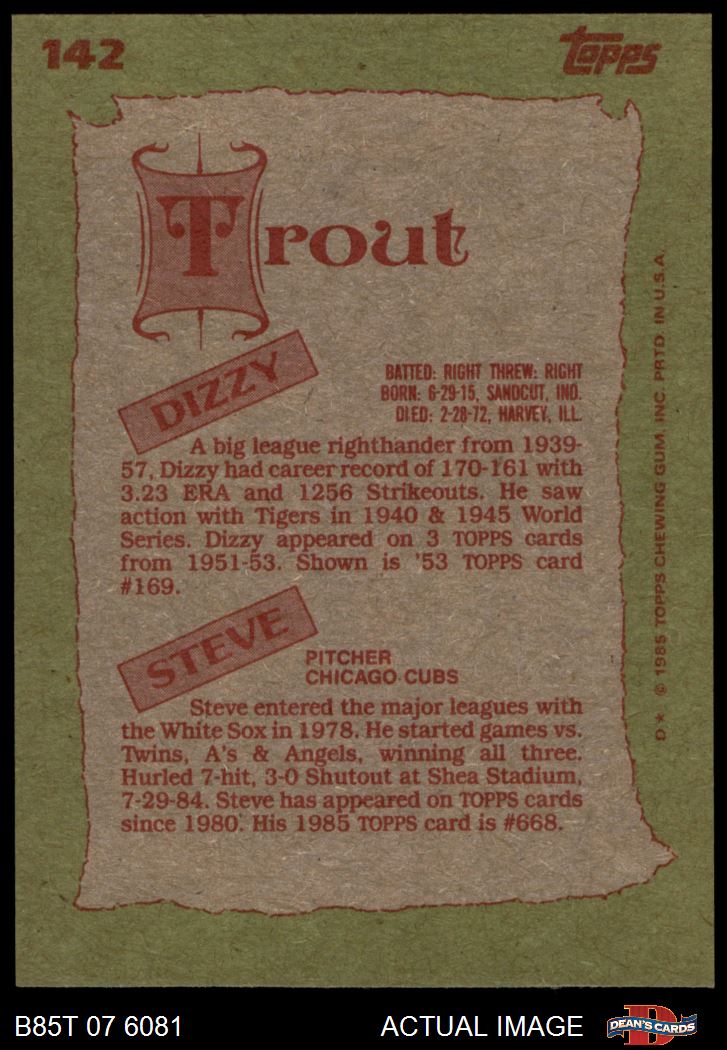 142
Topps
Trout
DIZZY
BATTED: RIGHT THREW: RIGHT
BORN: 6-29-15, SANDCUT, IND.
DIED: 2-28-72, HARVEY, ILL.
A big league righthander from 1939-
57, Dizzy had career record of 170-161 with
3.23 ERA and 1256 Strikeouts. He saw
action with Tigers in 1940 & 1945 World
Series. Dizzy appeared on 3 TOPPS cards
from 1951-53. Shown is '53 TOPPS card
#169.
STEVE
PITCHER
CHICAGO CUBS
Steve entered the major leagues with
the White Sox in 1978. He started games vs.
Twins, A's & Angels, winning all three.
Hurled 7-hit, 3-0 Shutout at Shea Stadium,
7-29-84. Steve has appeared on TOPPS cards
since 1980. His 1985 TOPPS card is #668.
D* © 1985 TOPPS CHEWING GUM, INC. PRTD. IN U.S.A.
B85T 07 6081
ACTUAL IMAGE
DEAN'S CARDS